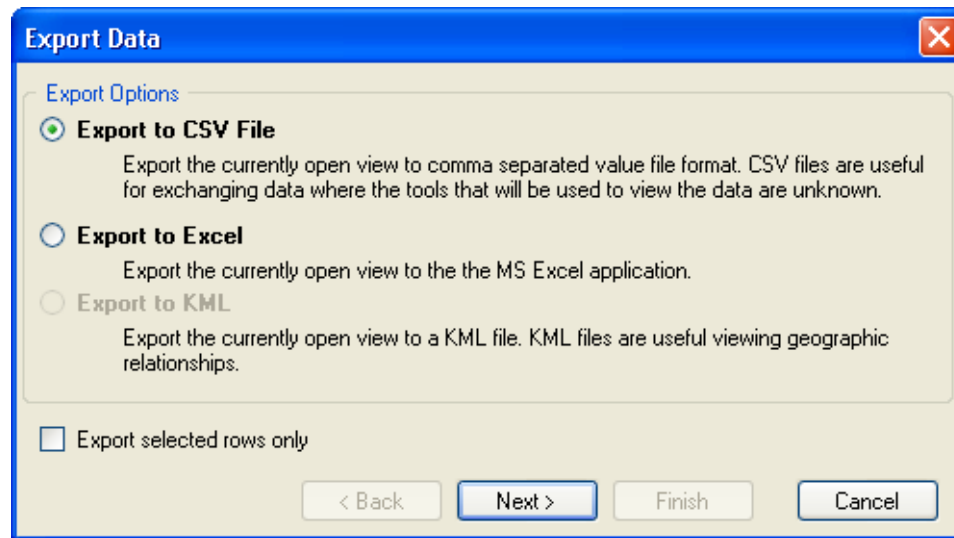 Export Data
Export Options
Export to CSV File
Export the currently open view to comma separated value file format. CSV files are useful
for exchanging data where the tools that will be used to view the data are unknown.
Export to Excel
Export the currently open view to the the MS Excel application.
Export to KML
Export the currently open view to a KML file. KML files are useful viewing geographic
relationships.
Export selected rows only
< Back Next > Finish Cancel